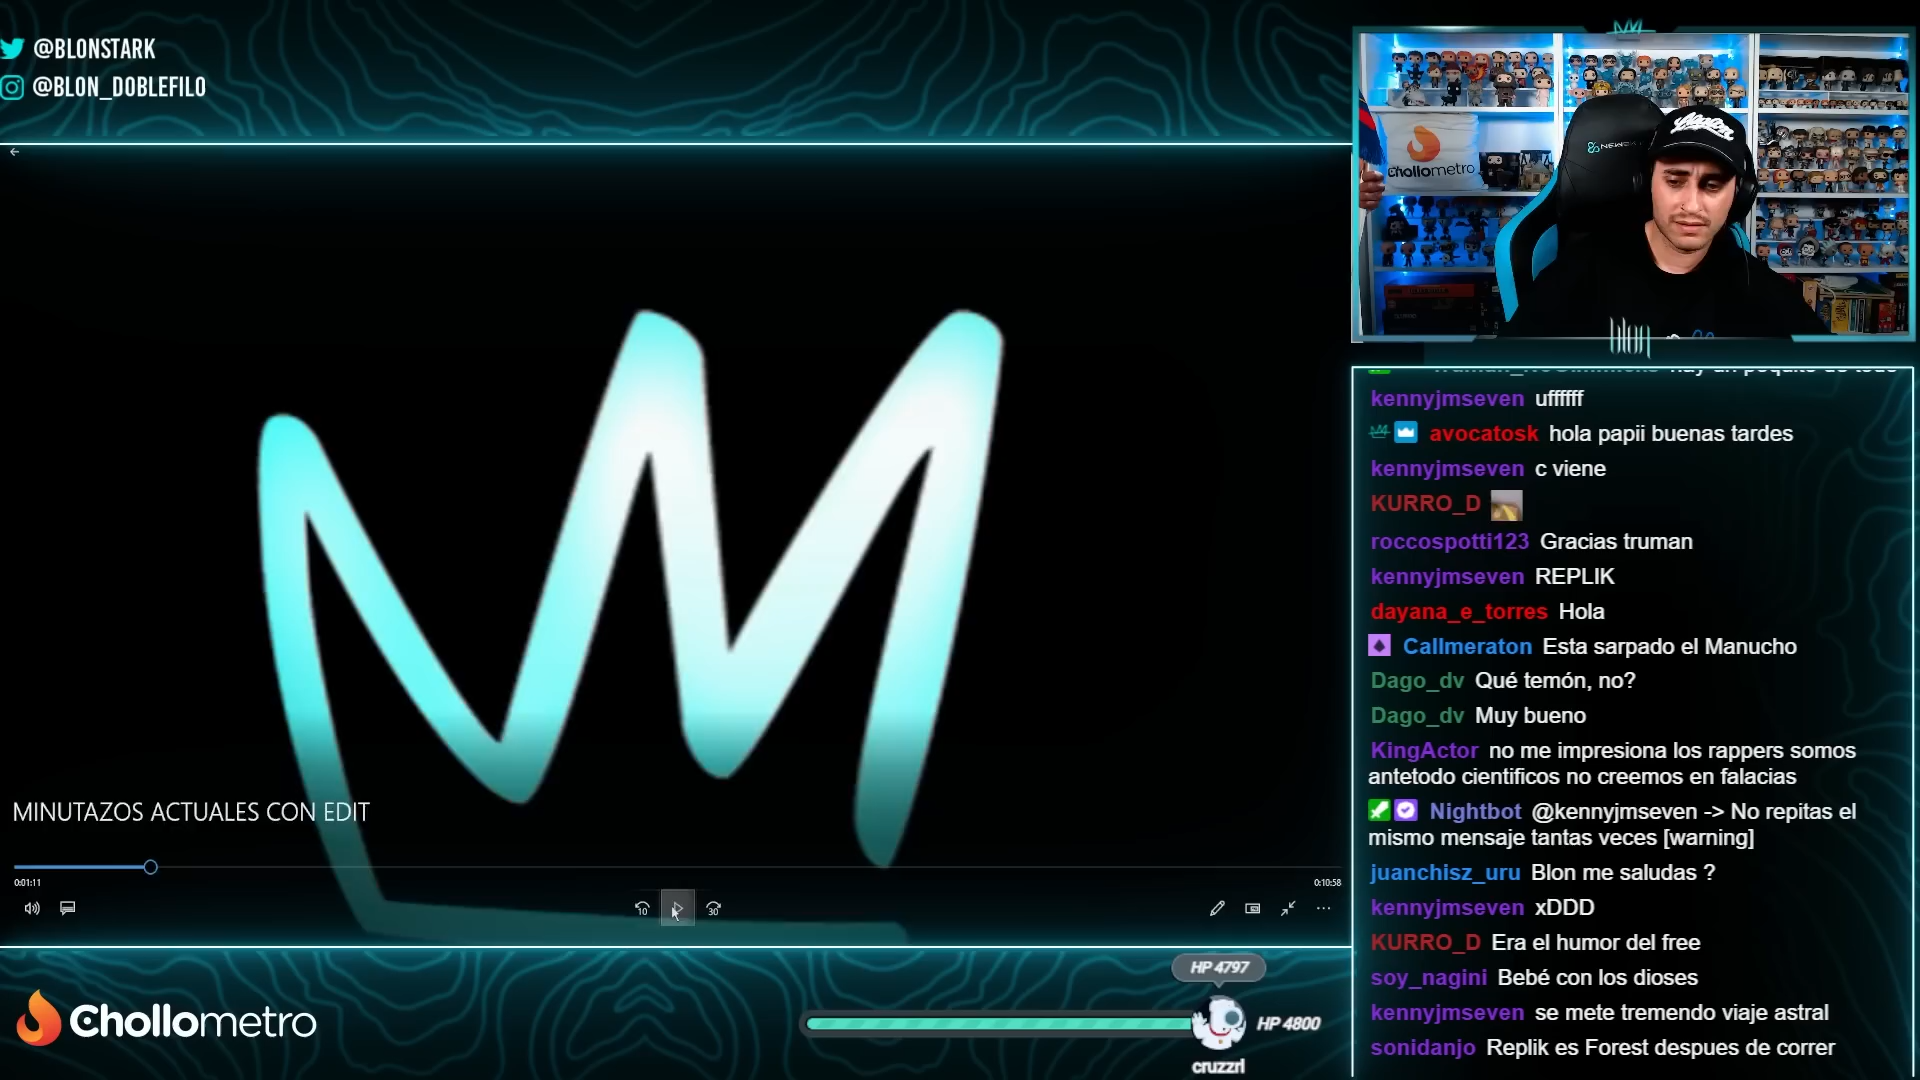 @BLONSTARK
@BLON_DOBLEFILO
MINUTAZOS ACTUALES CON EDIT
0:01:11
0:10:58
10
30
Chollometro
HP 4797
HP 4800
cruzzrl
Chollometro
blon
kennyjmseven ufffff
avocatosk hola papii buenas tardes
kennyjmseven c viene
KURRO_D
roccospotti123 Gracias truman
kennyjmseven REPLIK
dayana_e_torres Hola
Callmeraton Esta sarpado el Manucho
Dago_dv Qué temón, no?
Dago_dv Muy bueno
KingActor no me impresiona los rappers somos
antetodo cientificos no creemos en falacias
Nightbot @kennyjmseven -> No repitas el
mismo mensaje tantas veces [warning]
juanchisz_uru Blon me saludas ?
kennyjmseven xDDD
KURRO_D Era el humor del free
soy_nagini Bebé con los dioses
kennyjmseven se mete tremendo viaje astral
sonidanjo Replik es Forest despues de correr